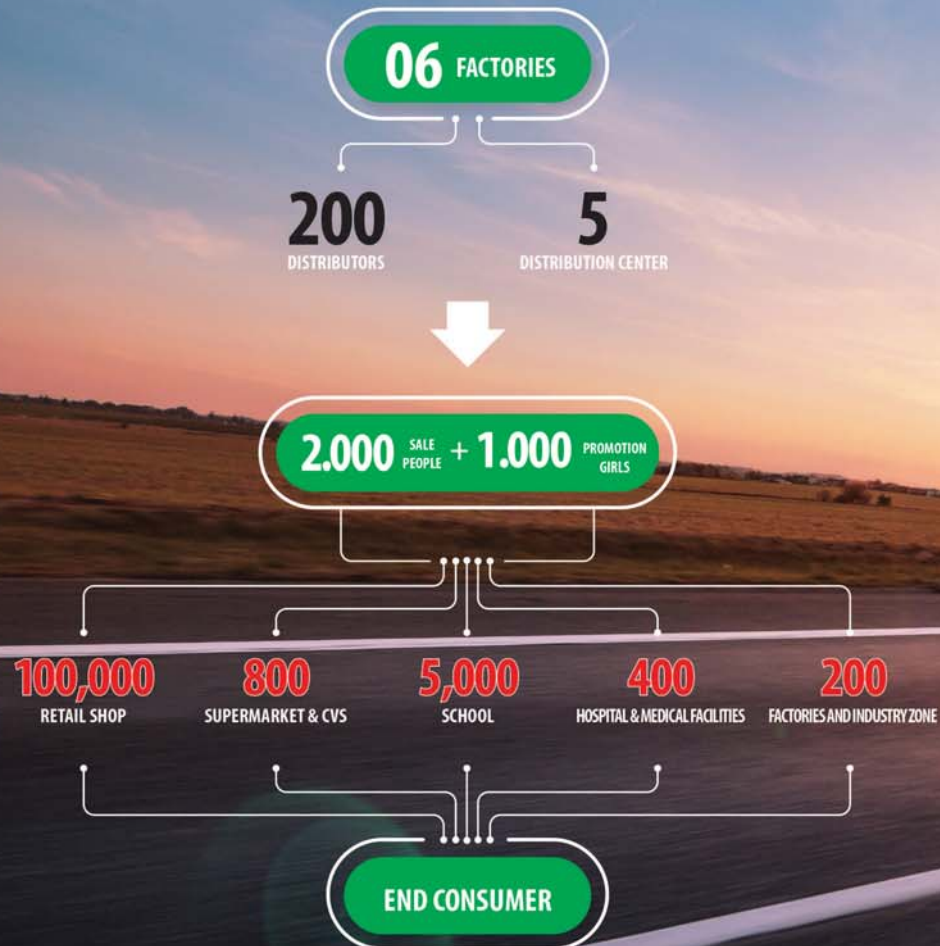 06 FACTORIES
200
DISTRIBUTORS
5
DISTRIBUTION CENTER
2.000 SALE
PEOPLE + 1.000 PROMOTION
GIRLS
100,000
RETAIL SHOP
800
SUPERMARKET & CVS
5,000
SCHOOL
400
HOSPITAL & MEDICAL FACILITIES
200
FACTORIES AND INDUSTRY ZONE
END CONSUMER